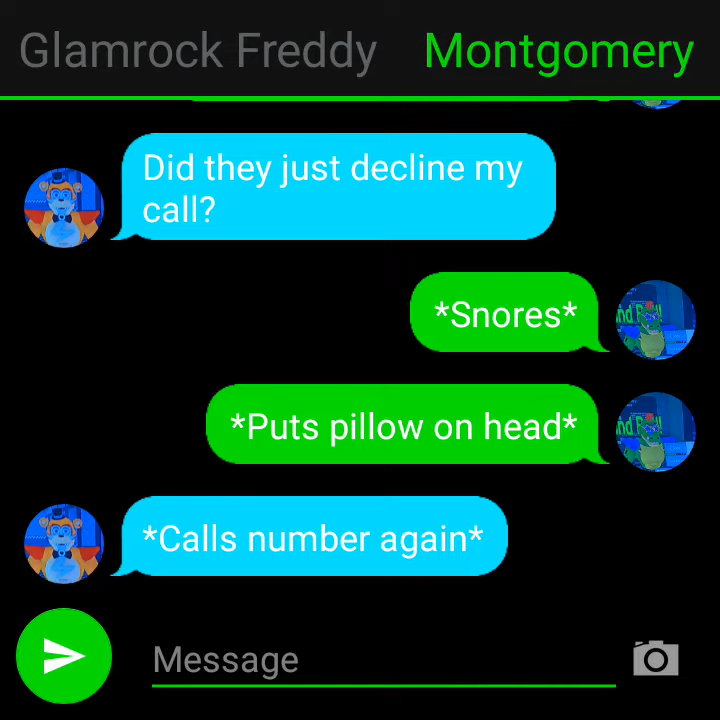 Glamrock Freddy Montgomery
Did they just decline my
call?
*Snores*
*Puts pillow on head*
*Calls number again*
Message